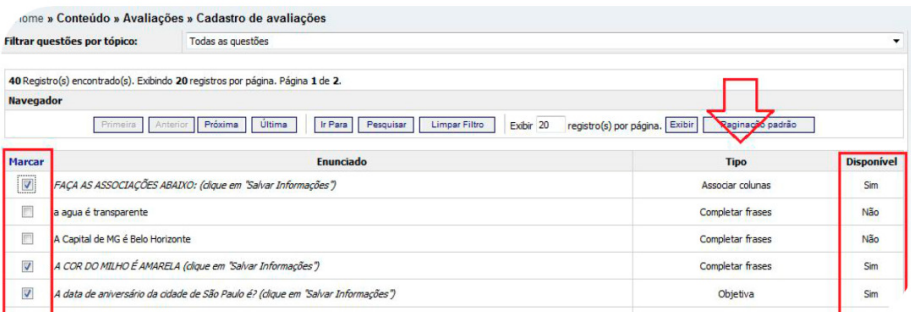 ome » Conteúdo » Avaliações » Cadastro de avaliações
Filtrar questões por tópico: Todas as questões
40 Registro(s) encontrado(s). Exibindo 20 registros por página. Página 1 de 2.
Navegador
Primeira Anterior Próxima Última Ir Para Pesquisar Limpar Filtro Exibir 20 registro(s) por página. Exibir Paginação padrão
Marcar Enunciado Tipo Disponível
FAÇA AS ASSOCIAÇÕES ABAIXO: (clique em "Salvar Informações") Associar colunas Sim
a agua é transparente Completar frases Não
A Capital de MG é Belo Horizonte Completar frases Não
A COR DO MILHO É AMARELA (clique em "Salvar Informações") Completar frases Sim
A data de aniversário da cidade de São Paulo é? (clique em "Salvar Informações") Objetiva Sim